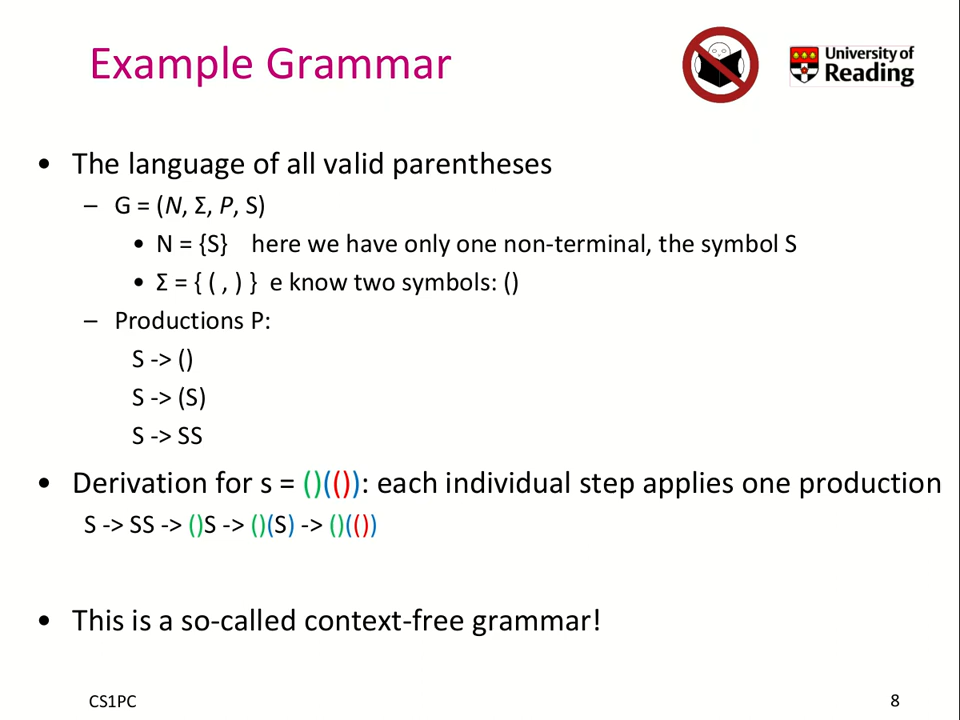 Example Grammar
University of
Reading
• The language of all valid parentheses
– G = (N, Σ, P, S)
• N = {S} here we have only one non-terminal, the symbol S
• Σ = { ( , ) } e know two symbols: ()
– Productions P:
S -> ()
S -> (S)
S -> SS
• Derivation for s = ()(()): each individual step applies one production
S -> SS -> ()S -> ()(S) -> ()(())
• This is a so-called context-free grammar!
CS1PC
8